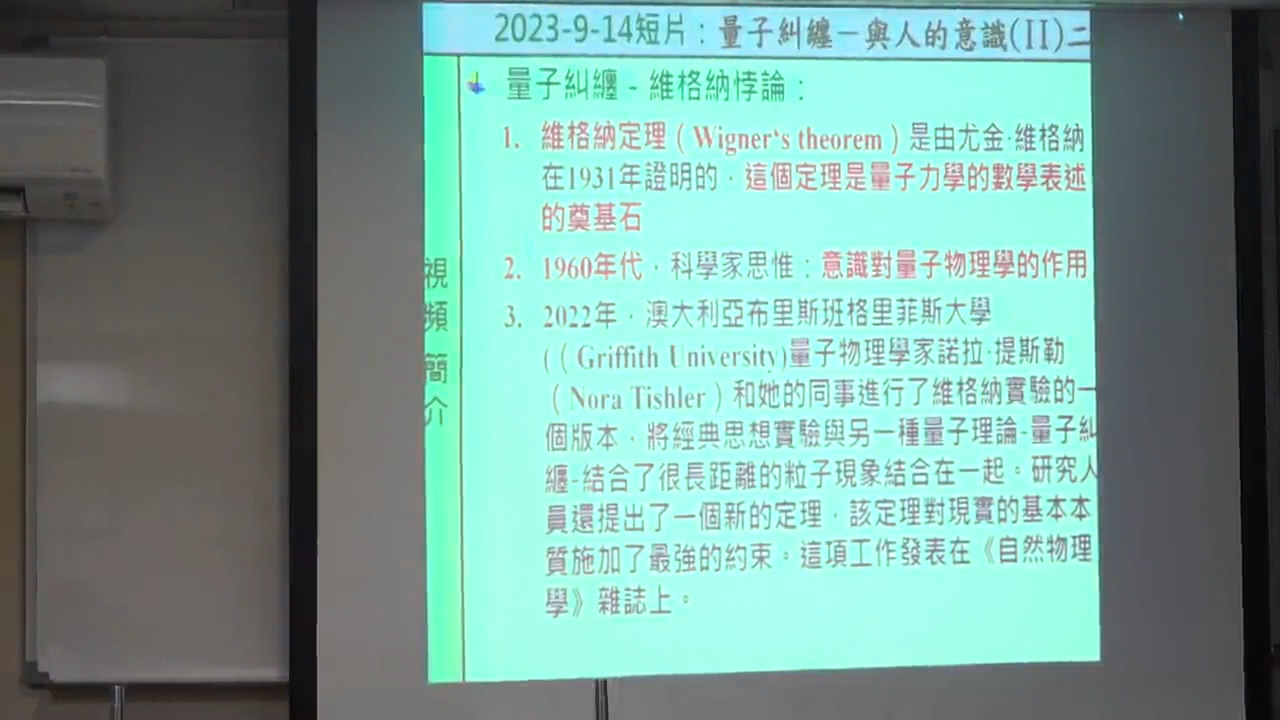 2023-9-14短片：量子糾纏－與人的意識(II)二
量子糾纏 - 維格納悖論：
1. 維格納定理（Wigner‘s theorem）是由尤金·維格納
在1931年證明的，這個定理是量子力學的數學表述
的奠基石
2. 1960年代，科學家思惟：意識對量子物理學的作用
3. 2022年，澳大利亞布里斯班格里菲斯大學
(（Griffith University)量子物理學家諾拉·提斯勒
（Nora Tishler）和她的同事進行了維格納實驗的一
個版本，將經典思想實驗與另一種量子理論-量子糾
纏-結合了很長距離的粒子現象結合在一起。研究人
員還提出了一個新的定理，該定理對現實的基本本
質施加了最強的約束。這項工作發表在《自然物理
學》雜誌上。
視
頻
簡
介